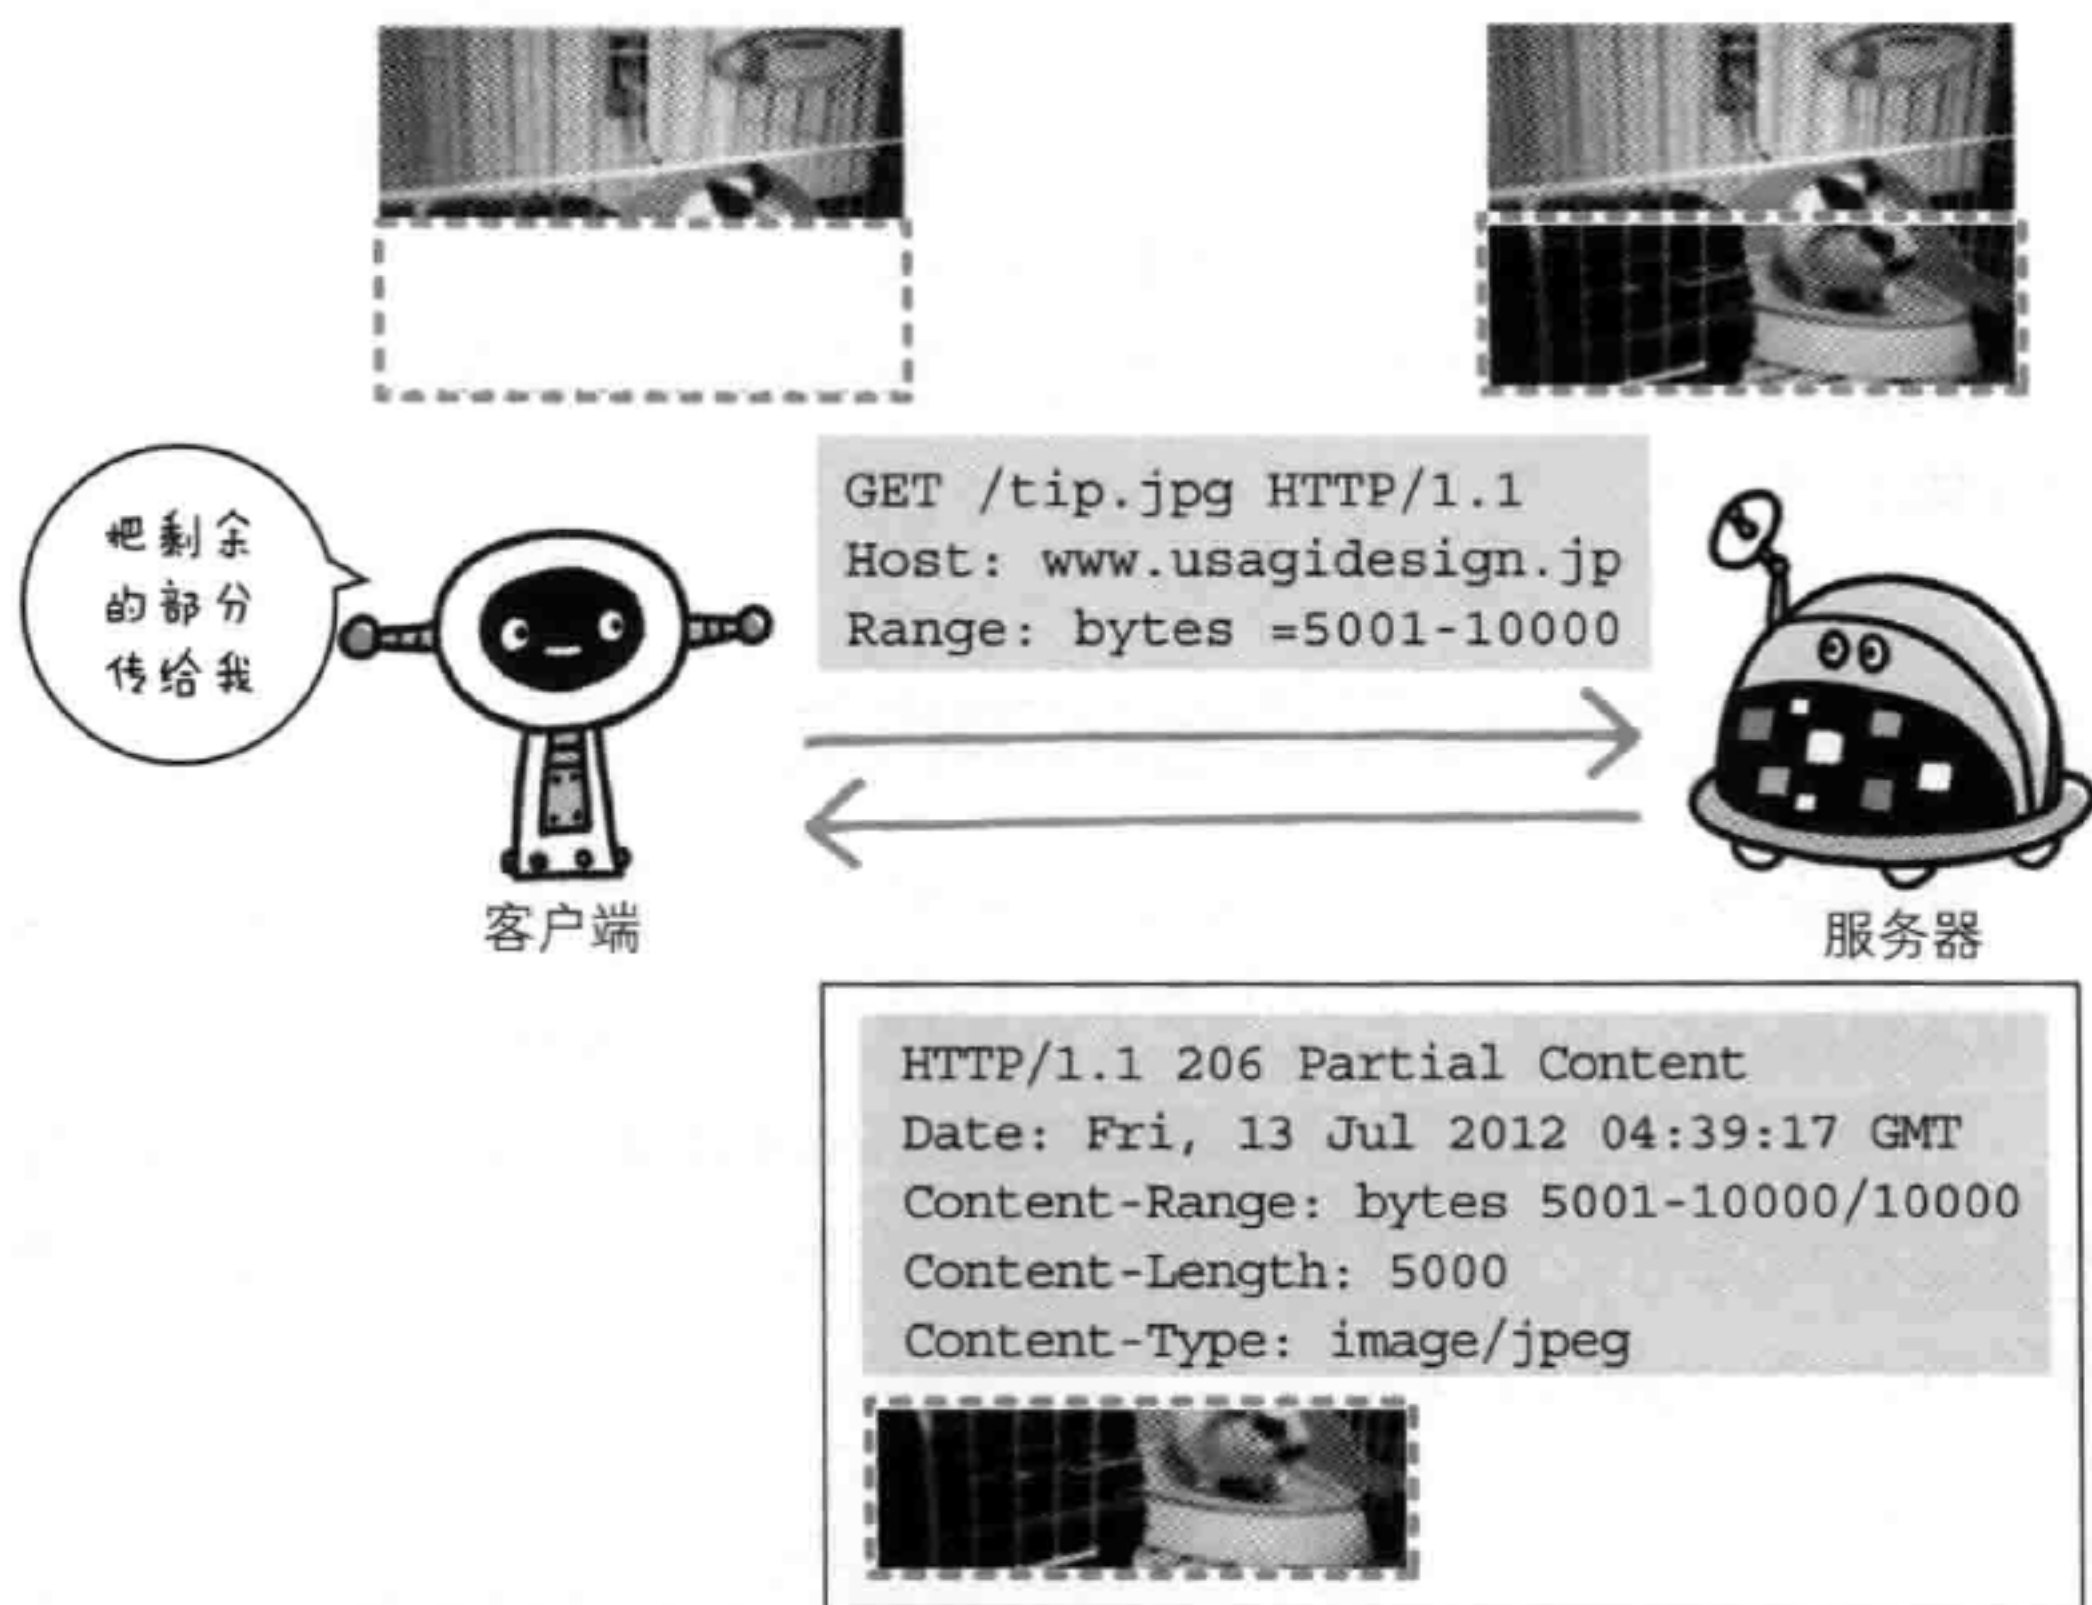 把剩余
的部分
传给我
GET /tip.jpg HTTP/1.1
Host: www.usagidesign.jp
Range: bytes =5001-10000
客户端
服务器
HTTP/1.1 206 Partial Content
Date: Fri, 13 Jul 2012 04:39:17 GMT
Content-Range: bytes 5001-10000/10000
Content-Length: 5000
Content-Type: image/jpeg